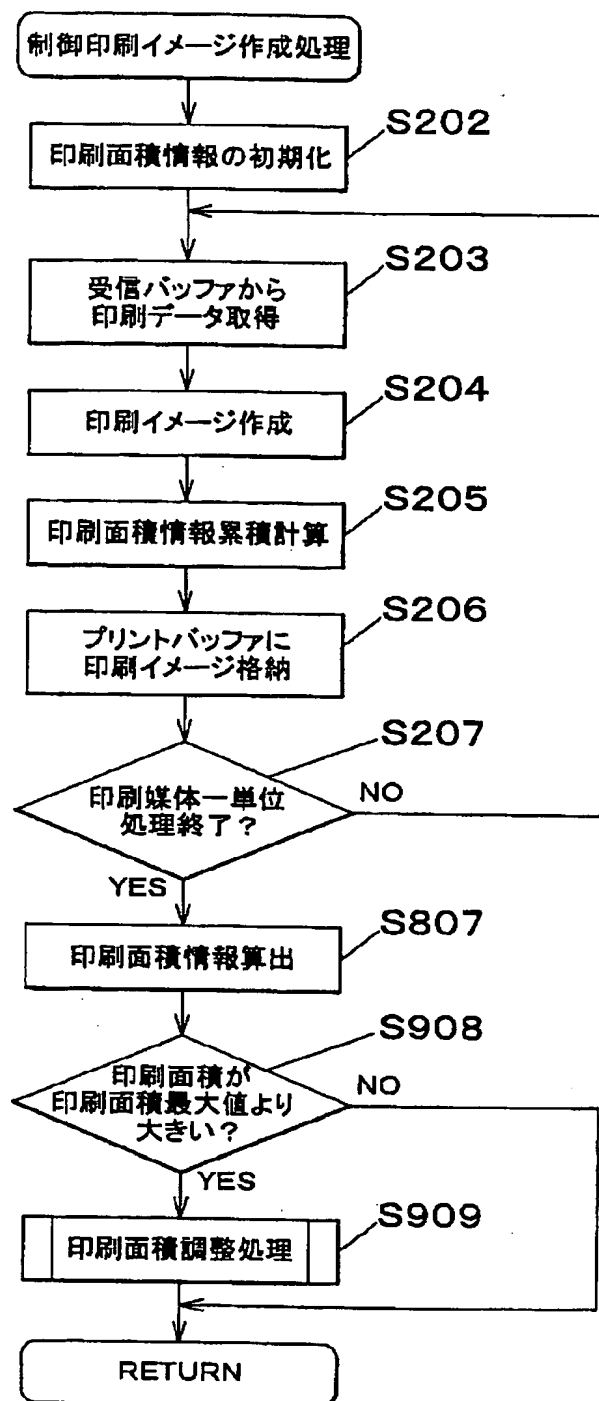 制御印刷イメージ作成処理
S202
印刷面積情報の初期化
S203
受信バッファから
印刷データ取得
S204
印刷イメージ作成
S205
印刷面積情報累積計算
S206
プリントバッファに
印刷イメージ格納
S207
印刷媒体一単位
処理終了?
NO
YES
S807
印刷面積情報算出
S908
印刷面積が
印刷面積最大値より
大きい?
NO
YES
S909
印刷面積調整処理
RETURN